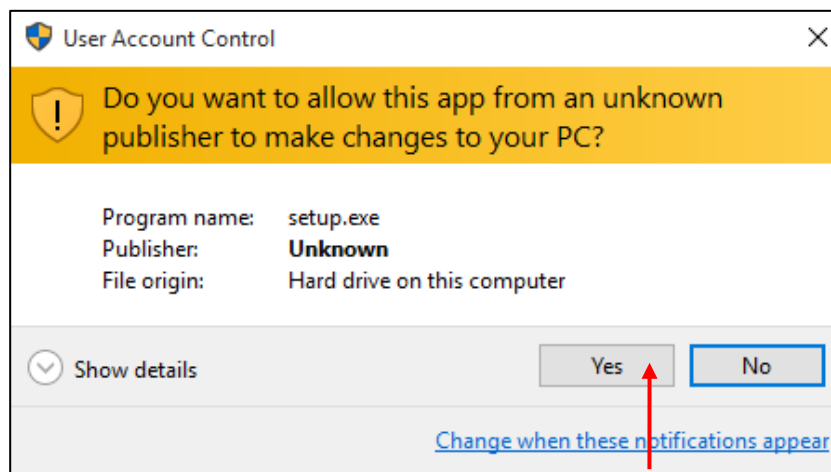 User Account Control
Do you want to allow this app from an unknown
publisher to make changes to your PC?
Program name: setup.exe
Publisher: Unknown
File origin: Hard drive on this computer
Show details
Yes No
Change when these notifications appear